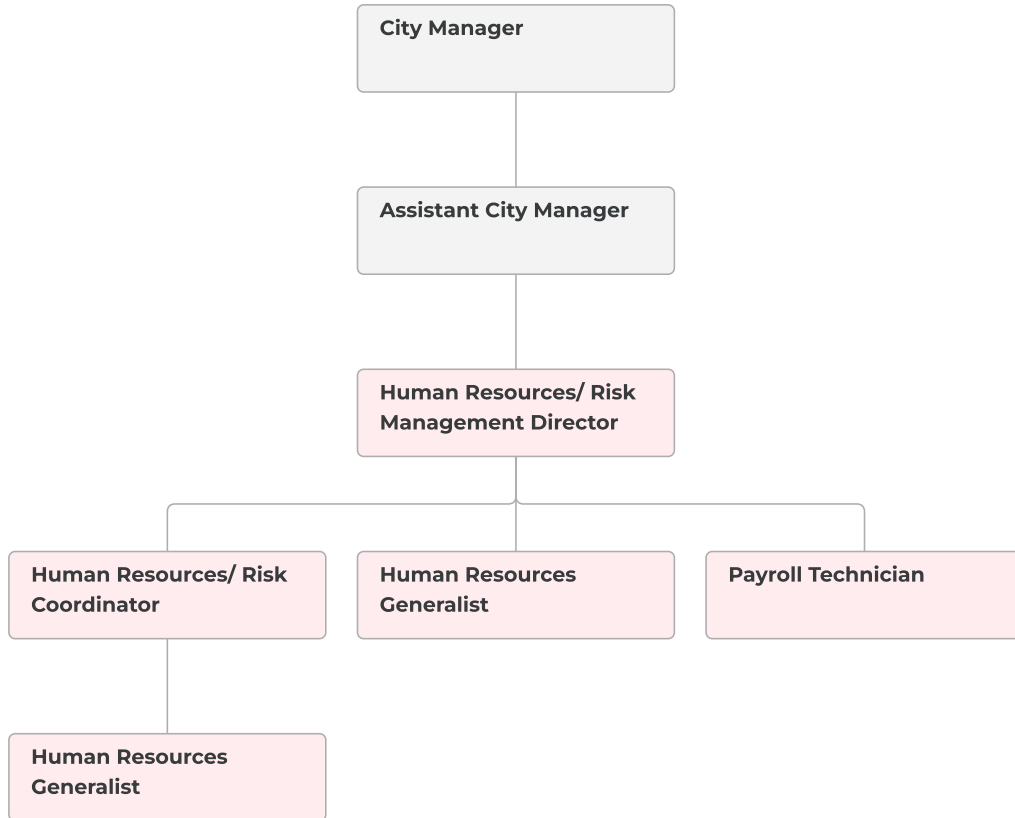 City Manager
Assistant City Manager
Human Resources/ Risk
Management Director
Human Resources/ Risk
Coordinator
Human Resources
Generalist
Payroll Technician
Human Resources
Generalist